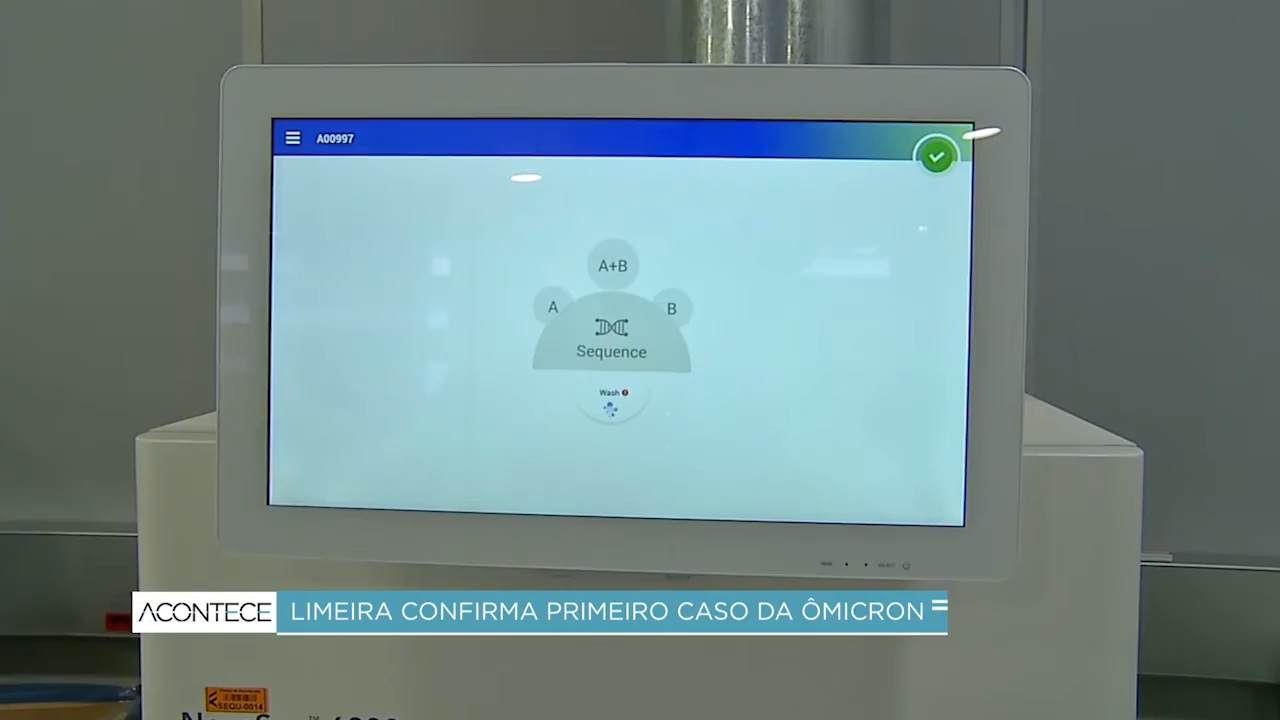 A00997
A+B
A
B
Sequence
Wash
ACONTECE
LIMEIRA CONFIRMA PRIMEIRO CASO DA ÔMICRON
SEQU-0014